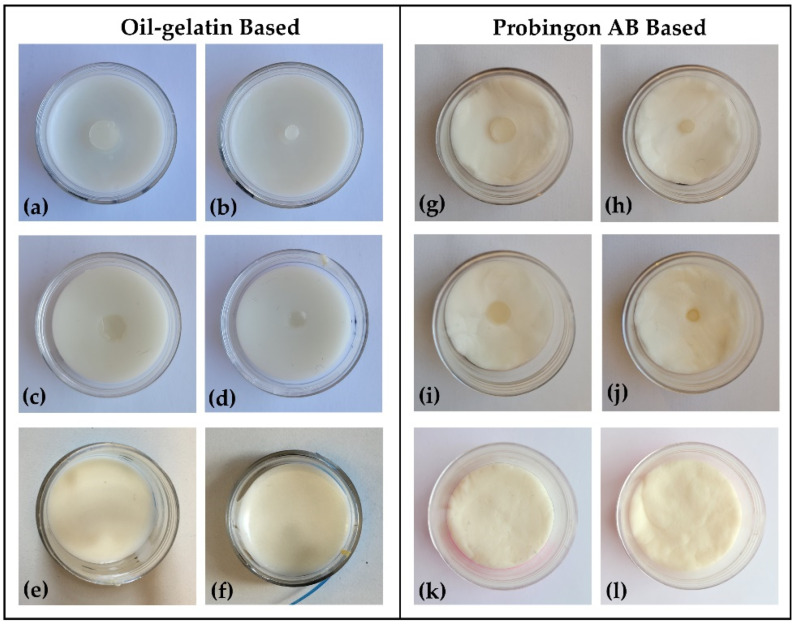 Oil-gelatin Based
Probingon AB Based
(a)
(b)
(g)
(h)
(c)
(d)
(i)
(j)
(e)
(f)
(k)
(l)